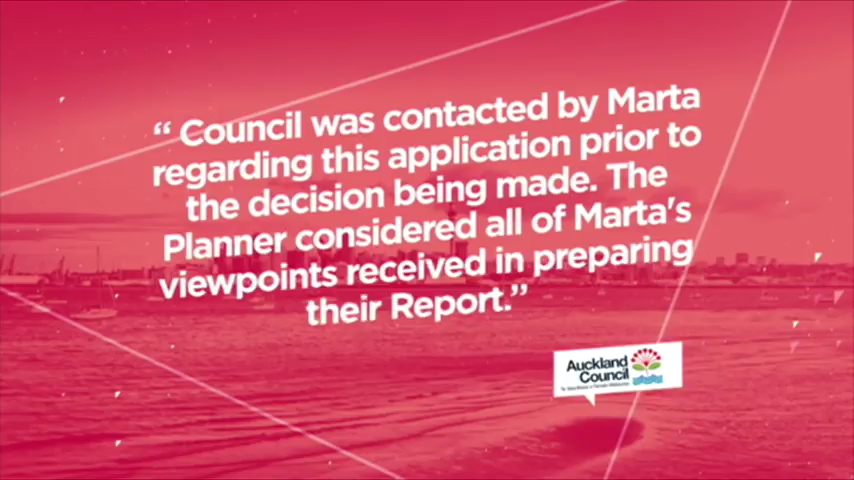 “ Council was contacted by Marta
regarding this application prior to
the decision being made. The
Planner considered all of Marta's
viewpoints received in preparing
their Report.”
Auckland
Council